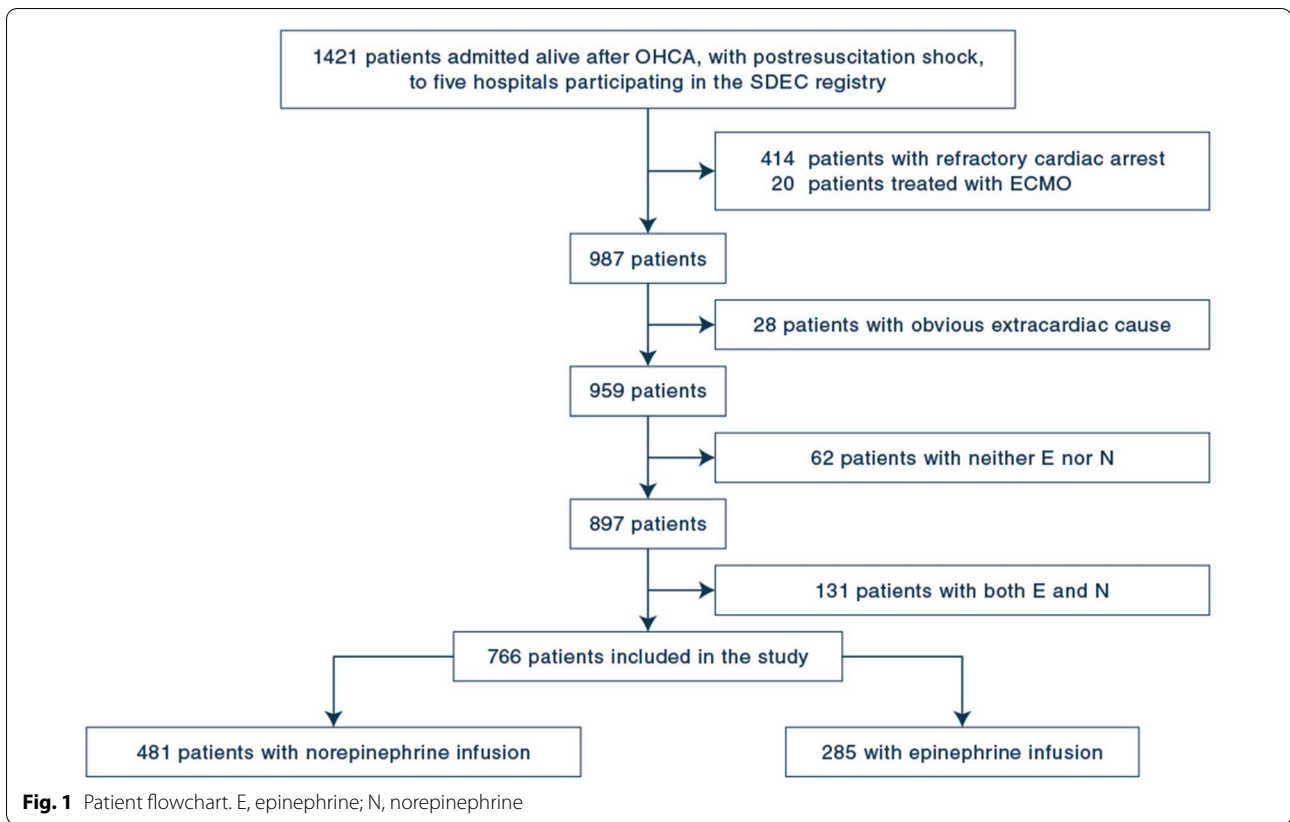 1421 patients admitted alive after OHCA, with postresuscitation shock,
to five hospitals participating in the SDEC registry
414 patients with refractory cardiac arrest
20 patients treated with ECMO
987 patients
28 patients with obvious extracardiac cause
959 patients
62 patients with neither E nor N
897 patients
131 patients with both E and N
766 patients included in the study
481 patients with norepinephrine infusion
285 with epinephrine infusion
Fig. 1 Patient flowchart. E, epinephrine; N, norepinephrine